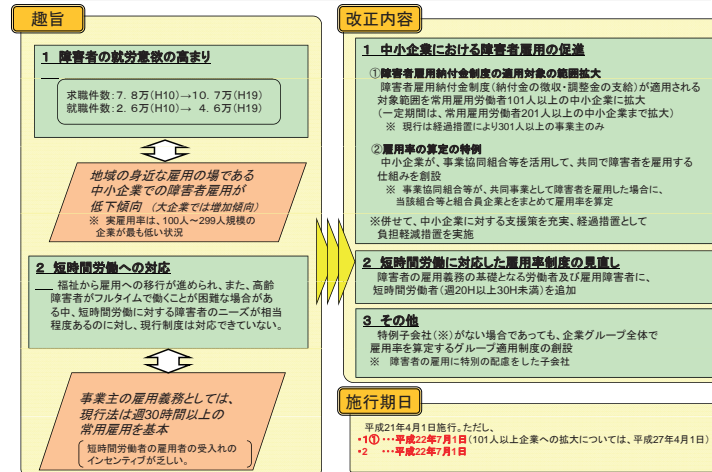 趣旨
1 障害者の就労意欲の高まり
求職件数：7．8万（H10）→10．7万（H19）
就職件数：2．6万（H10）→ 4．6万（H19）
地域の身近な雇用の場である
中小企業での障害者雇用が
低下傾向 （大企業では増加傾向）
※ 実雇用率は、100人～299人規模の
企業が最も低い状況
2 短時間労働への対応
福祉から雇用への移行が進められ、また、高齢
障害者がフルタイムで働くことが困難な場合があ
る中、短時間労働に対する障害者のニーズが相当
程度あるのに対し、現行制度は対応できていない。
事業主の雇用義務としては、
現行法は週30時間以上の
常用雇用を基本
短時間労働者の雇用者の受入れの
インセンティブが乏しい。
改正内容
1 中小企業における障害者雇用の促進
①障害者雇用納付金制度の適用対象の範囲拡大
障害者雇用納付金制度（納付金の徴収・調整金の支給）が適用される
対象範囲を常用雇用労働者101人以上の中小企業に拡大
（一定期間は、常用雇用労働者201人以上の中小企業まで拡大）
※ 現行は経過措置により301人以上の事業主のみ
②雇用率の算定の特例
中小企業が、事業協同組合等を活用して、共同で障害者を雇用する
仕組みを創設
※ 事業協同組合等が、共同事業として障害者を雇用した場合に、
当該組合等と組合員企業とをまとめて雇用率を算定
※併せて、中小企業に対する支援策を充実、経過措置として
負担軽減措置を実施
2 短時間労働に対応した雇用率制度の見直し
障害者の雇用義務の基礎となる労働者及び雇用障害者に、
短時間労働者（週20H以上30H未満）を追加
3 その他
特例子会社（※）がない場合であっても、企業グループ全体で
雇用率を算定するグループ適用制度の創設
※ 障害者の雇用に特別の配慮をした子会社
施行期日
平成21年4月1日施行。ただし、
・1① …平成22年7月1日（101人以上企業への拡大については、平成27年4月1日）
・2 …平成22年7月1日